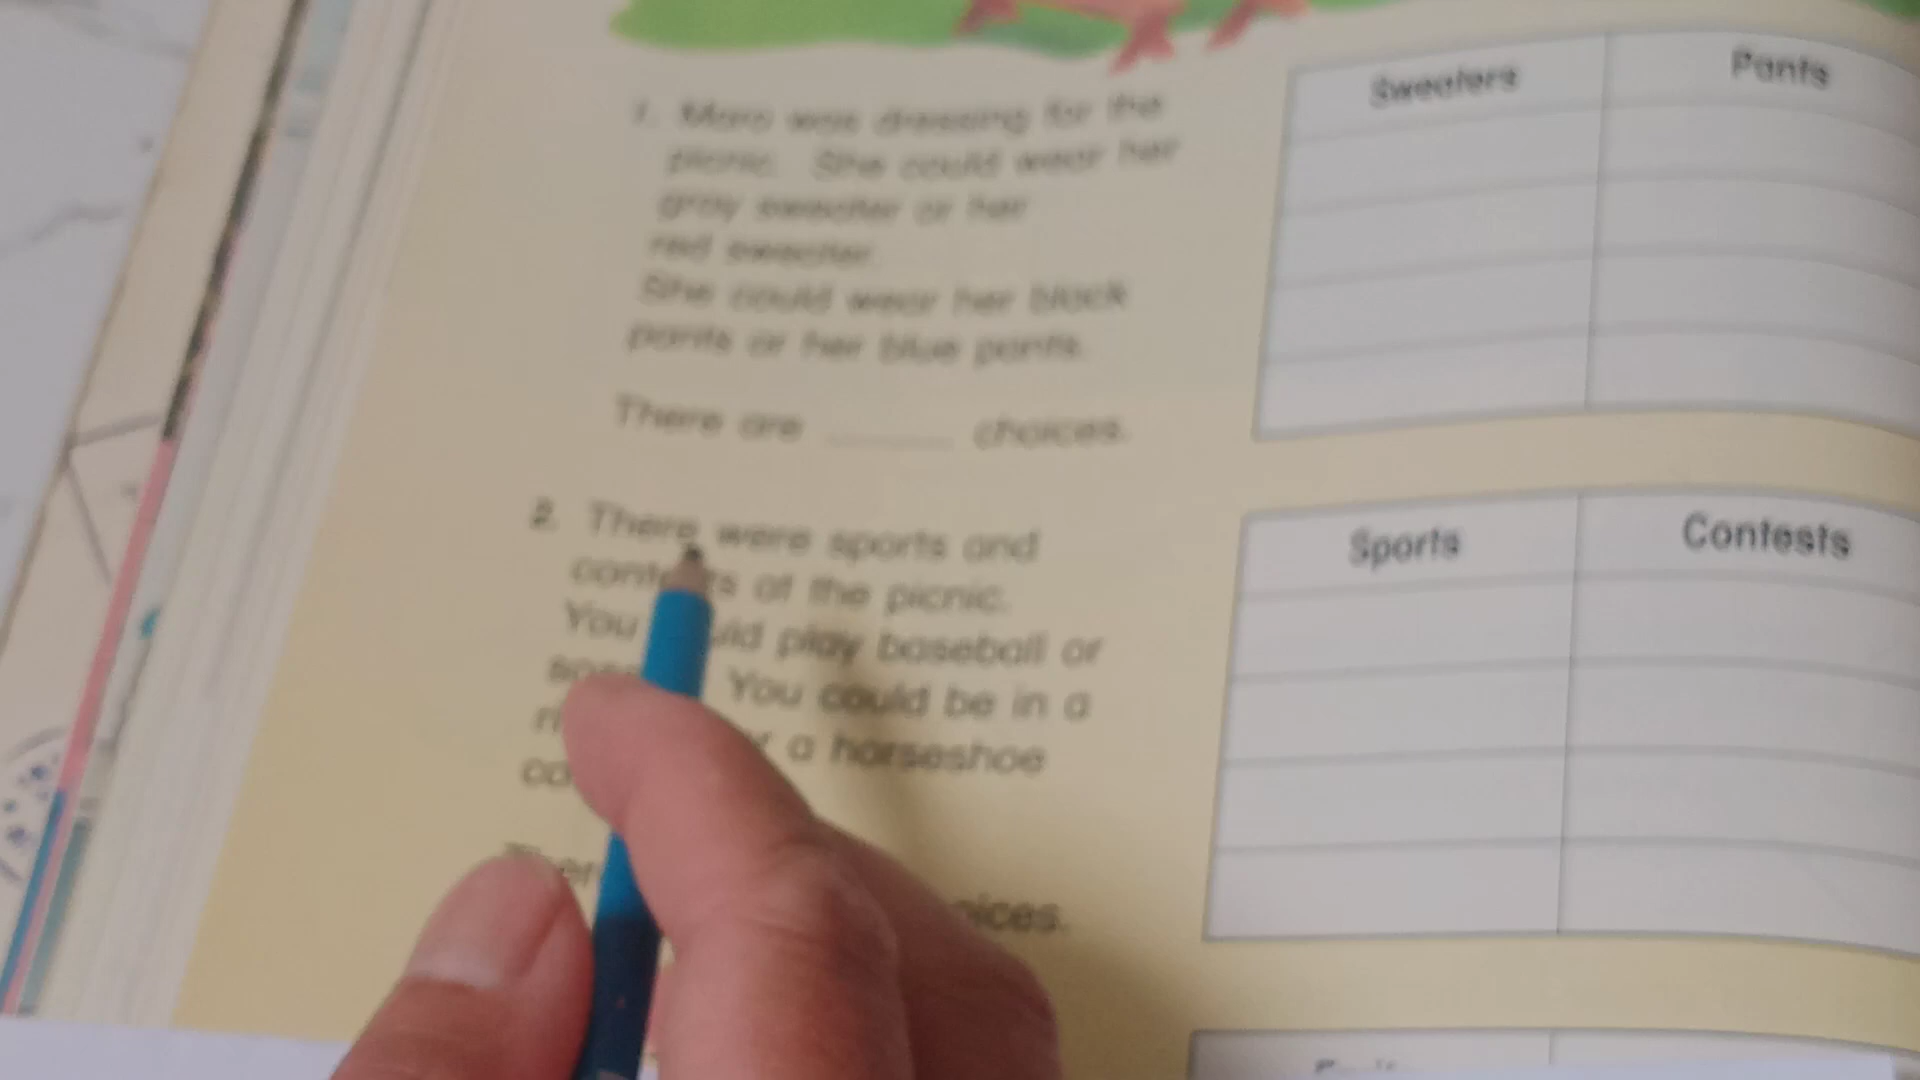 1. Mara was dressing for the
picnic. She could wear her
gray sweater or her
red sweater.
She could wear her black
pants or her blue pants.
There are ____ choices.
Sweaters Pants
2. There were sports and
of the picnic.
You play baseball or
You could be in a
a horseshoe
Sports Contests